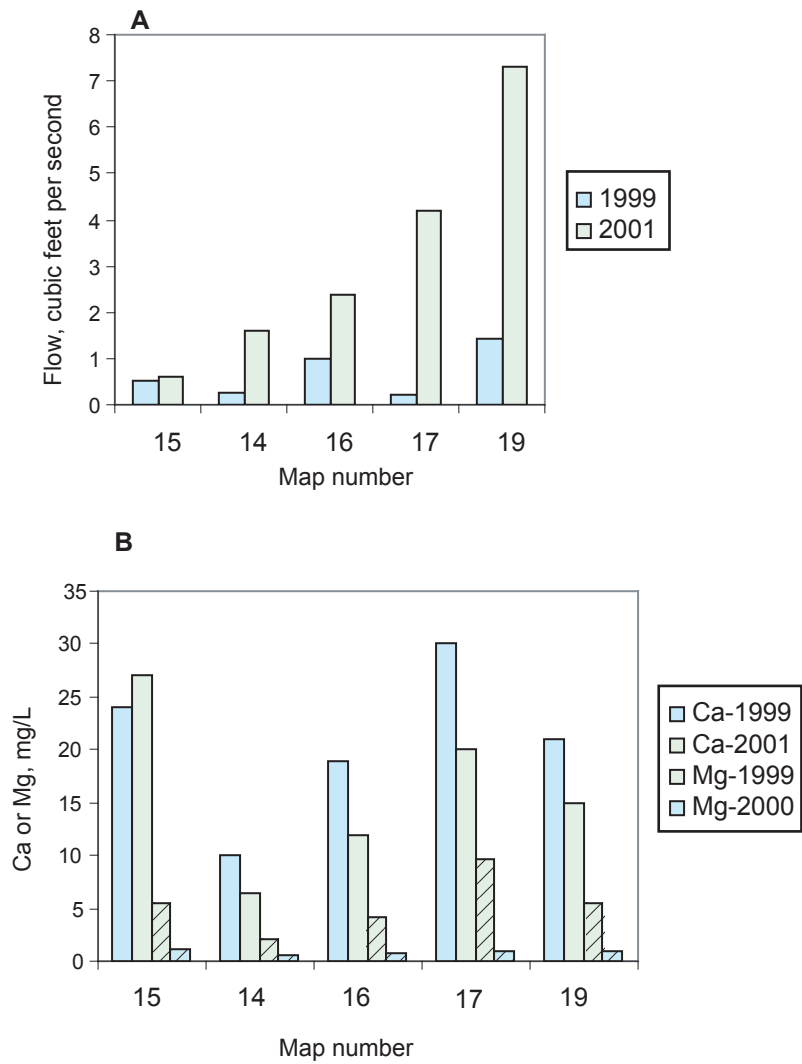 A
8
7
6
5
4
3
2
1
0
Flow, cubic feet per second
15 14 16 17 19
Map number
1999
2001
B
35
30
25
20
15
10
5
0
Ca or Mg, mg/L
15 14 16 17 19
Map number
Ca-1999
Ca-2001
Mg-1999
Mg-2000